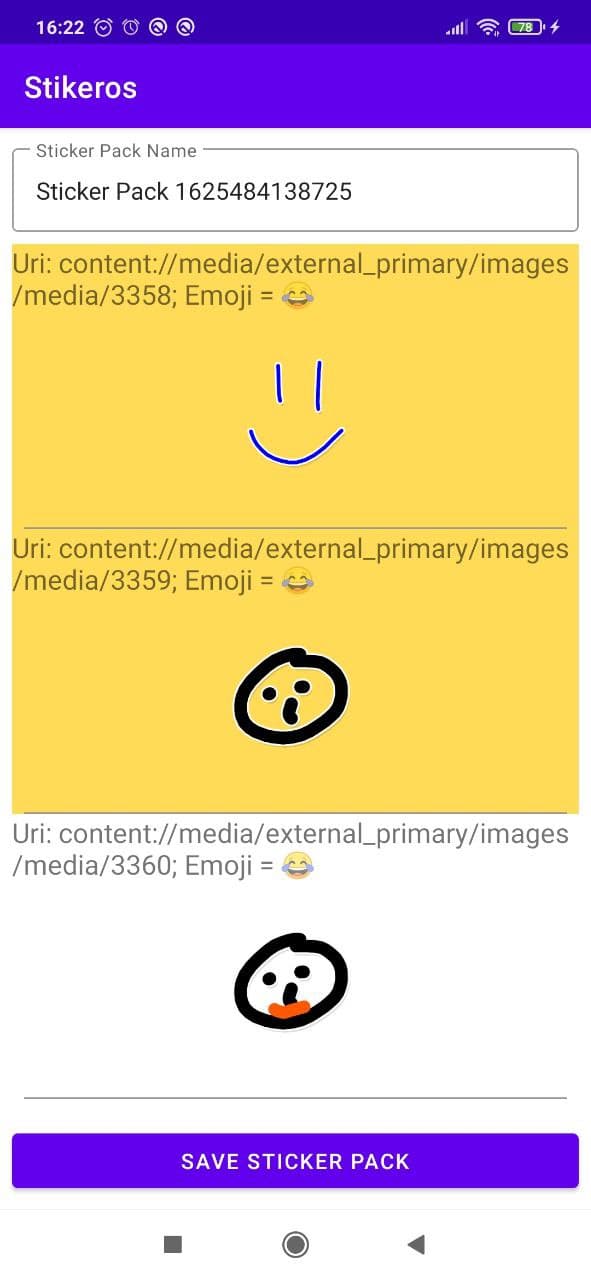 16:22
78
Stikeros
Sticker Pack Name
Sticker Pack 1625484138725
Uri: content://media/external_primary/images
/media/3358; Emoji = 😂
Uri: content://media/external_primary/images
/media/3359; Emoji = 😂
Uri: content://media/external_primary/images
/media/3360; Emoji = 😂
SAVE STICKER PACK